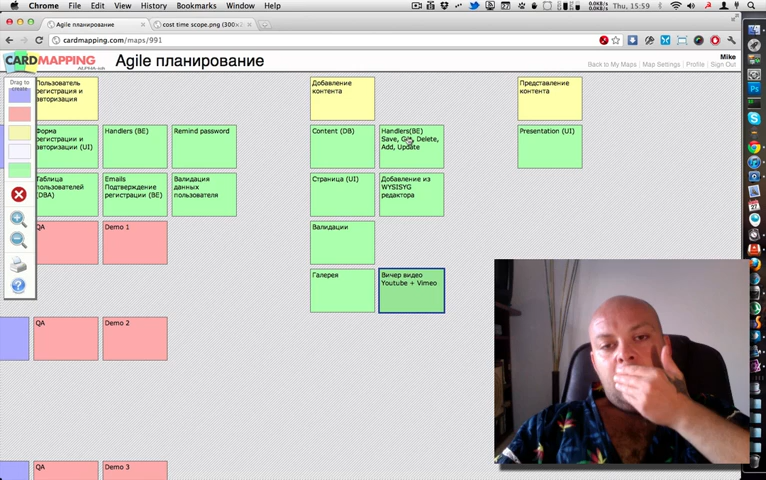 Chrome File Edit View History Bookmarks Window Help
Thu, 15:59
Agile планирование
cost time scope.png (300×2
cardmapping.com/maps/991
CARDMAPPING
ALPHA-ish
Agile планирование
Mike
Back to My Maps | Map Settings | Profile | Sign Out
Drag to create
Пользователь
регистрация и
авторизация
Добавление
контента
Представление
контента
Форма
регистрации и
авторизации (UI)
Handlers (BE)
Remind password
Content (DB)
Handlers(BE)
Save, Get, Delete,
Add, Update
Presentation (UI)
Таблица
пользователей
(DBA)
Emails
Подтверждение
регистрации (BE)
Валидация
данных
пользователя
Страница (UI)
Добавление из
WYSISYG
редактора
QA
Demo 1
Валидации
Галерея
Вичер видео
Youtube + Vimeo
QA
Demo 2
QA
Demo 3